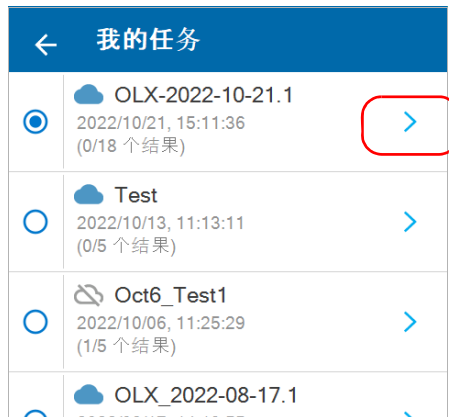 我的任务
OLX-2022-10-21.1
2022/10/21, 15:11:36
(0/18 个结果)
Test
2022/10/13, 11:13:11
(0/5 个结果)
Oct6_Test1
2022/10/06, 11:25:29
(1/5 个结果)
OLX_2022-08-17.1